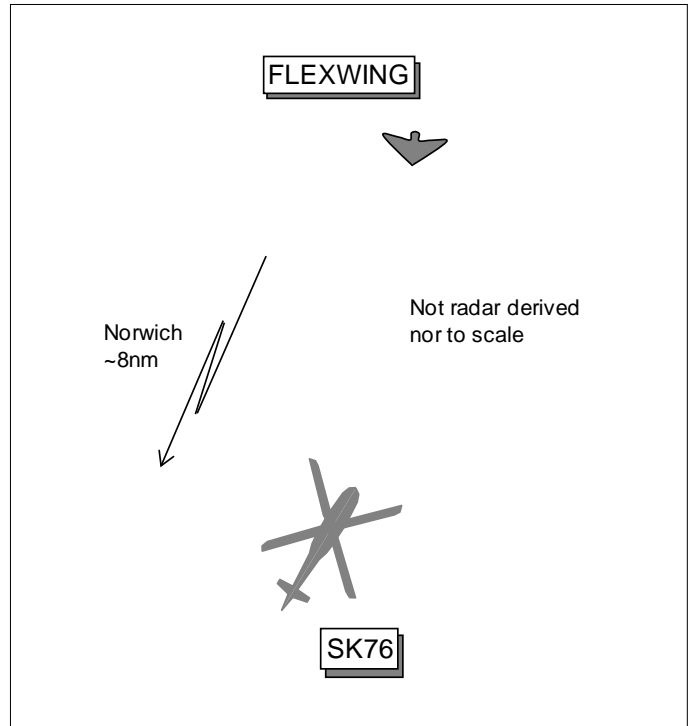 FLEXWING
Norwich
~8nm
Not radar derived
nor to scale
SK76